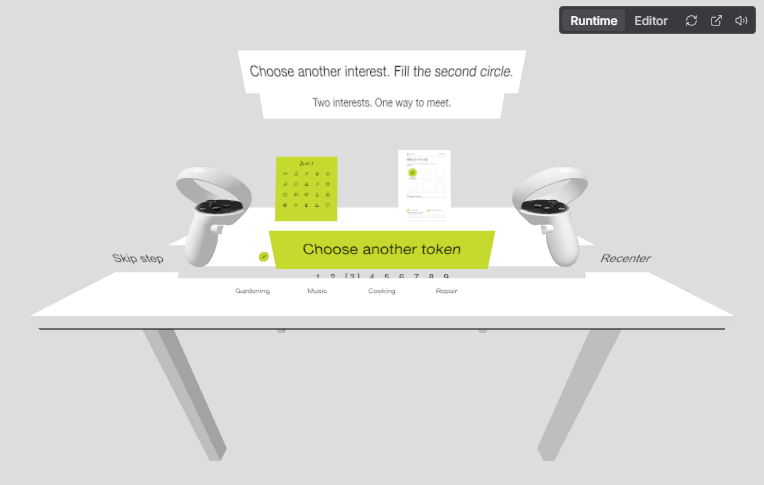 Runtime Editor
Choose another interest. Fill the second circle.
Two interests. One way to meet.
Choose another token
Skip step
Recenter
1 2 [3] 4 5 6 7 8 9
Gardening Music Cooking Repair